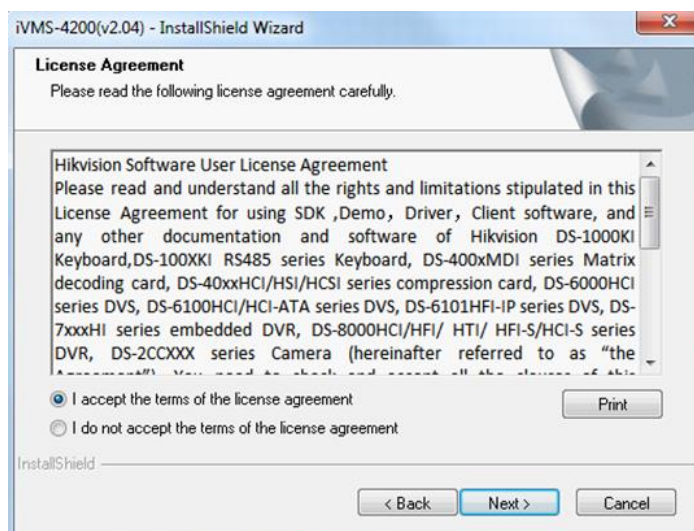 iVMS-4200(v2.04) - InstallShield Wizard
License Agreement
Please read the following license agreement carefully.
Hikvision Software User License Agreement
Please read and understand all the rights and limitations stipulated in this
License Agreement for using SDK ,Demo，Driver，Client software, and
any other documentation and software of Hikvision DS-1000KI
Keyboard,DS-100XKI RS485 series Keyboard, DS-400xMDI series Matrix
decoding card, DS-40xxHCI/HSI/HCSI series compression card, DS-6000HCI
series DVS, DS-6100HCI/HCI-ATA series DVS, DS-6101HFI-IP series DVS, DS-
7xxxHI series embedded DVR, DS-8000HCI/HFI/ HTI/ HFI-S/HCI-S series
DVR, DS-2CCXXX series Camera (hereinafter referred to as “the
I accept the terms of the license agreement
Print
I do not accept the terms of the license agreement
InstallShield
< Back
Next >
Cancel